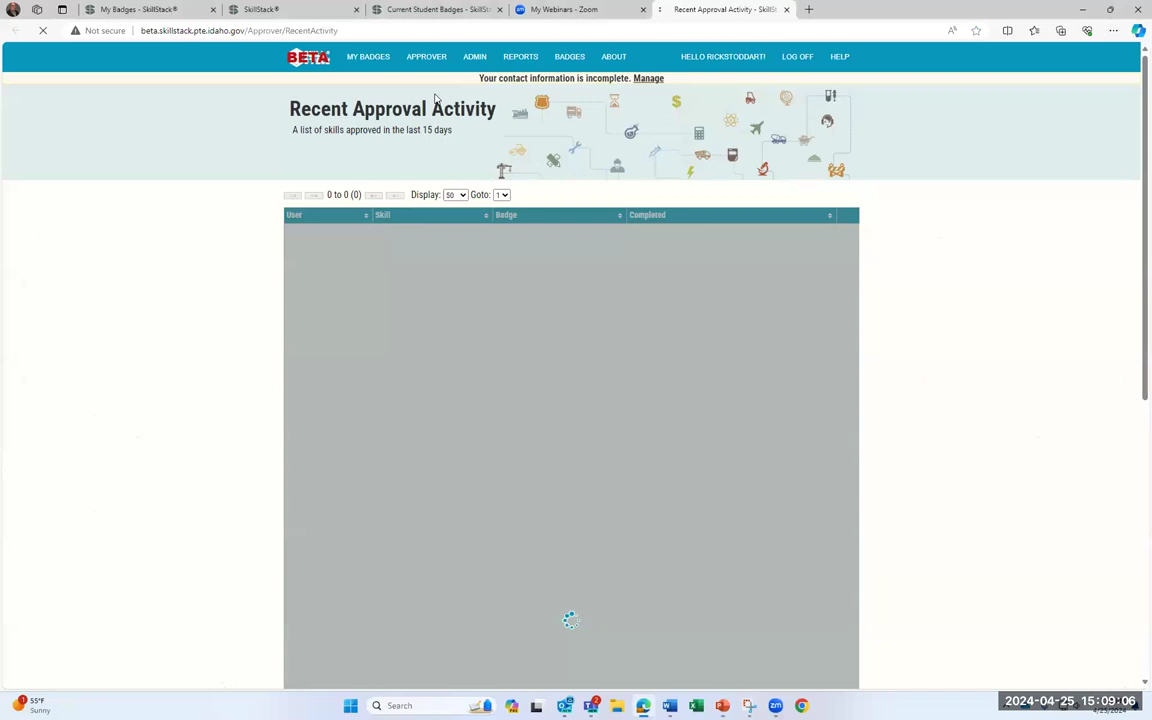 My Badges - SkillStack®
SkillStack®
Current Student Badges - SkillSt
My Webinars - Zoom
Recent Approval Activity - SkillS
Not secure
beta.skillstack.pte.idaho.gov/Approver/RecentActivity
BETA
MY BADGES
APPROVER
ADMIN
REPORTS
BADGES
ABOUT
HELLO RICKSTODDART!
LOG OFF
HELP
Your contact information is incomplete. Manage
Recent Approval Activity
A list of skills approved in the last 15 days
0 to 0 (0) Display: 50 Goto: 1
User Skill Badge Completed
55°F
Sunny
Search
2024-04-25 15:09:06